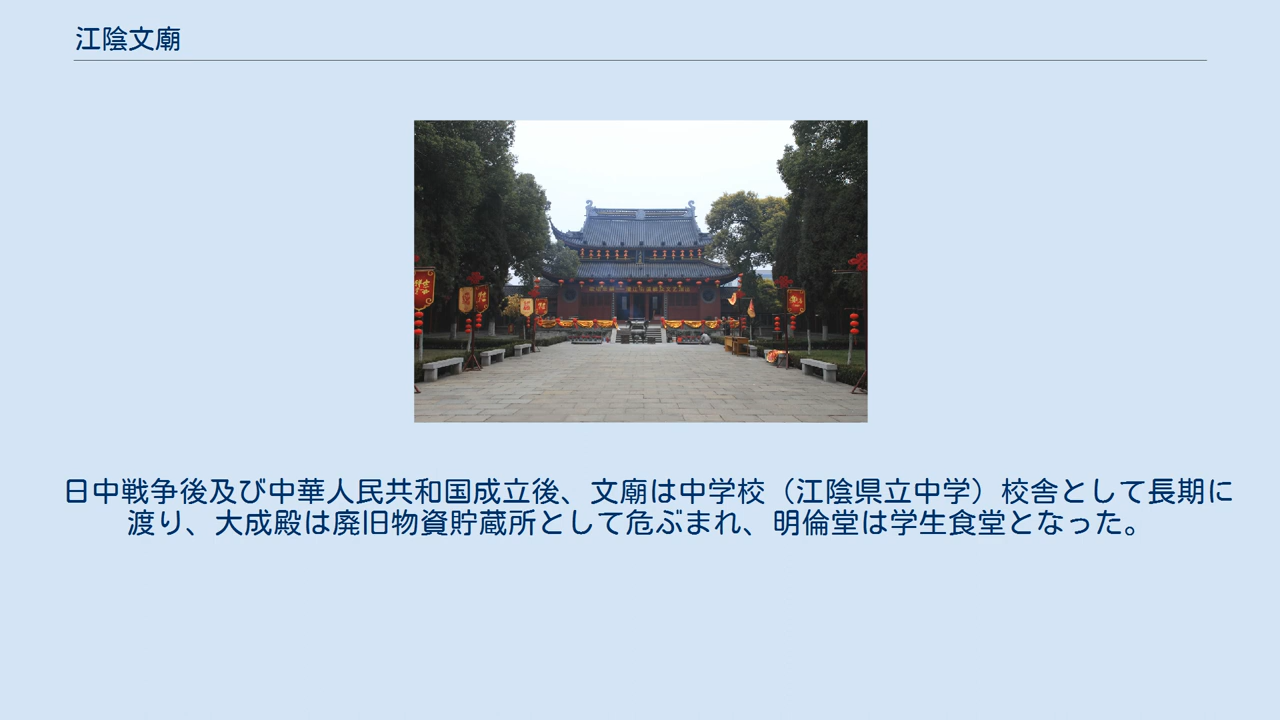 江陰文廟
日中戦争後及び中華人民共和国成立後、文廟は中学校（江陰県立中学）校舎として長期に
渡り、大成殿は廃旧物資貯蔵所として危ぶまれ、明倫堂は学生食堂となった。